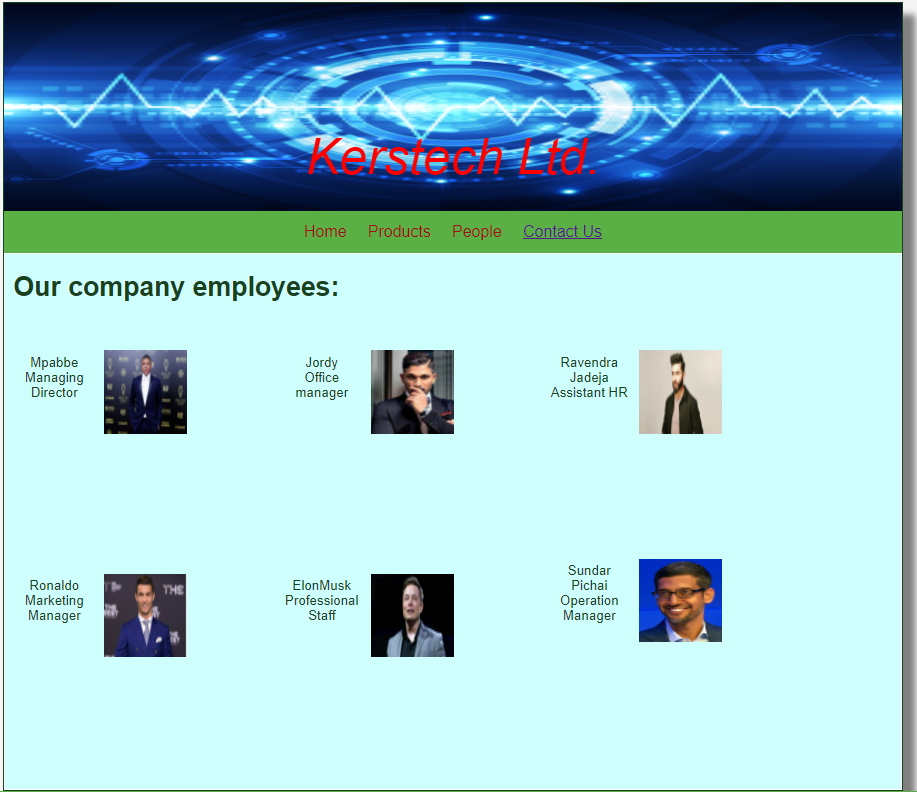 Kerstech Ltd.
Home Products People Contact Us
Our company employees:
Mpabbe
Managing
Director
Jordy
Office
manager
Ravendra
Jadeja
Assistant HR
Ronaldo
Marketing
Manager
THE
ElonMusk
Professional
Staff
Sundar
Pichai
Operation
Manager